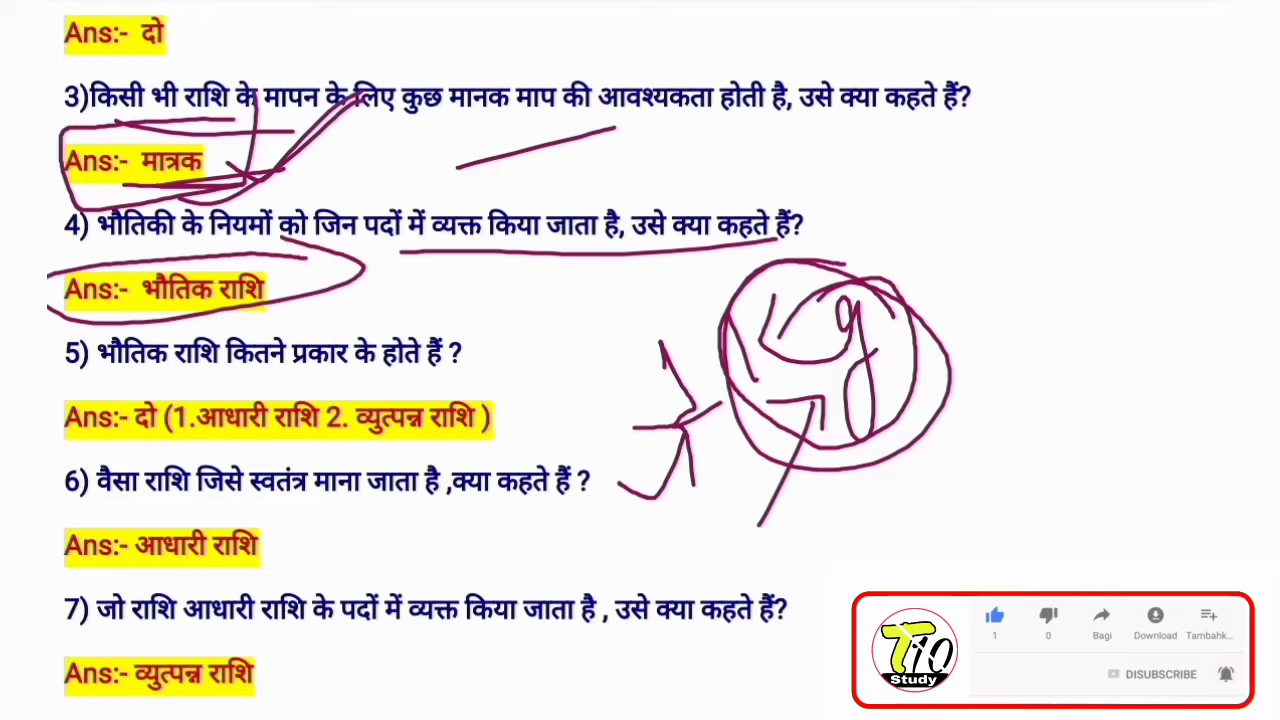 Ans:- दो
3)किसी भी राशि के मापन के लिए कुछ मानक माप की आवश्यकता होती है, उसे क्या कहते हैं?
Ans:- मात्रक
4) भौतिकी के नियमों को जिन पदों में व्यक्त किया जाता है, उसे क्या कहते हैं?
Ans:- भौतिक राशि
5) भौतिक राशि कितने प्रकार के होते हैं ?
Ans:- दो (1.आधारी राशि 2. व्युत्पन्न राशि )
6) वैसा राशि जिसे स्वतंत्र माना जाता है ,क्या कहते हैं ?
Ans:- आधारी राशि
7) जो राशि आधारी राशि के पदों में व्यक्त किया जाता है , उसे क्या कहते हैं?
Ans:- व्युत्पन्न राशि
1 0 Bagi Download Tambahk...
DISUBSCRIBE
Study